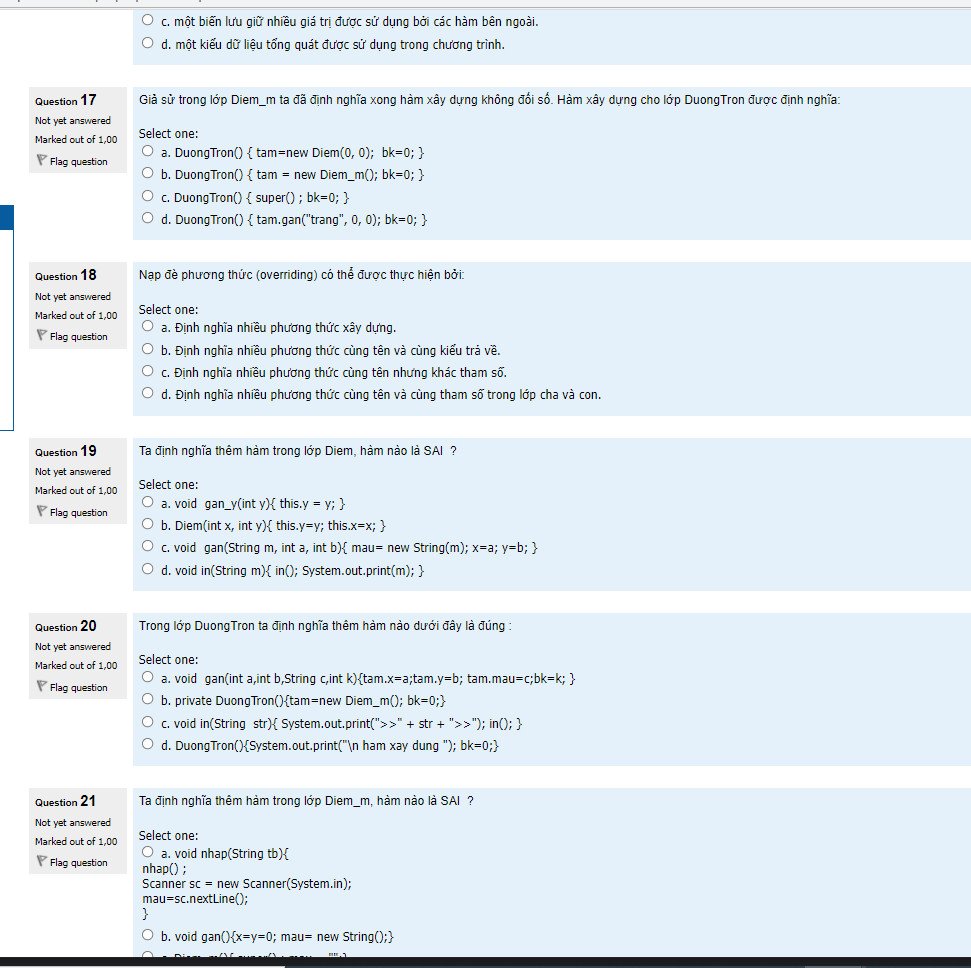 c. một biến lưu giữ nhiều giá trị được sử dụng bởi các hàm bên ngoài.
d. một kiểu dữ liệu tổng quát được sử dụng trong chương trình.
Question 17
Not yet answered
Marked out of 1,00
Flag question
Giả sử trong lớp Diem_m ta đã định nghĩa xong hàm xây dựng không đối số. Hàm xây dựng cho lớp DuongTron được định nghĩa:
Select one:
a. DuongTron() { tam=new Diem(0, 0); bk=0; }
b. DuongTron() { tam = new Diem_m(); bk=0; }
c. DuongTron() { super() ; bk=0; }
d. DuongTron() { tam.gan("trang", 0, 0); bk=0; }
Question 18
Not yet answered
Marked out of 1,00
Flag question
Nạp đè phương thức (overriding) có thể được thực hiện bởi:
Select one:
a. Định nghĩa nhiều phương thức xây dựng.
b. Định nghĩa nhiều phương thức cùng tên và cùng kiểu trả về.
c. Định nghĩa nhiều phương thức cùng tên nhưng khác tham số.
d. Định nghĩa nhiều phương thức cùng tên và cùng tham số trong lớp cha và con.
Question 19
Not yet answered
Marked out of 1,00
Flag question
Ta định nghĩa thêm hàm trong lớp Diem, hàm nào là SAI ?
Select one:
a. void gan_y(int y){ this.y = y; }
b. Diem(int x, int y){ this.y=y; this.x=x; }
c. void gan(String m, int a, int b){ mau= new String(m); x=a; y=b; }
d. void in(String m){ in(); System.out.print(m); }
Question 20
Not yet answered
Marked out of 1,00
Flag question
Trong lớp DuongTron ta định nghĩa thêm hàm nào dưới đây là đúng :
Select one:
a. void gan(int a,int b,String c,int k){tam.x=a;tam.y=b; tam.mau=c;bk=k; }
b. private DuongTron(){tam=new Diem_m(); bk=0;}
c. void in(String str){ System.out.print(">>" + str + ">>"); in(); }
d. DuongTron(){System.out.print("\n ham xay dung "); bk=0;}
Question 21
Not yet answered
Marked out of 1,00
Flag question
Ta định nghĩa thêm hàm trong lớp Diem_m, hàm nào là SAI ?
Select one:
a. void nhap(String tb){
nhap() ;
Scanner sc = new Scanner(System.in);
mau=sc.nextLine();
}
b. void gan(){x=y=0; mau= new String();}